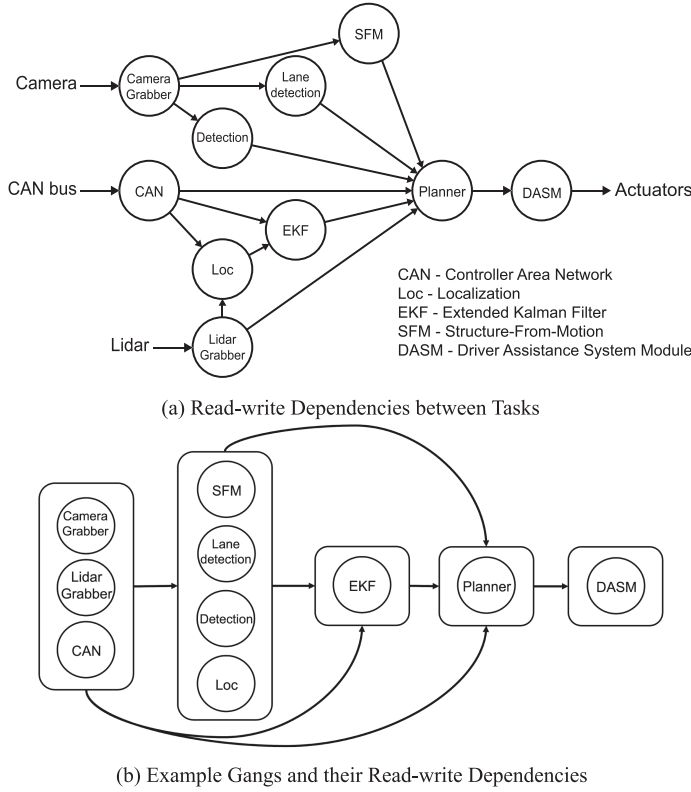 SFM
Camera
Camera
Grabber
Lane
detection
Detection
CAN bus
CAN
Planner
DASM
Actuators
EKF
Loc
Lidar
Lidar
Grabber
CAN - Controller Area Network
Loc - Localization
EKF - Extended Kalman Filter
SFM - Structure-From-Motion
DASM - Driver Assistance System Module
(a) Read-write Dependencies between Tasks
Camera
Grabber
Lidar
Grabber
CAN
SFM
Lane
detection
Detection
Loc
EKF
Planner
DASM
(b) Example Gangs and their Read-write Dependencies